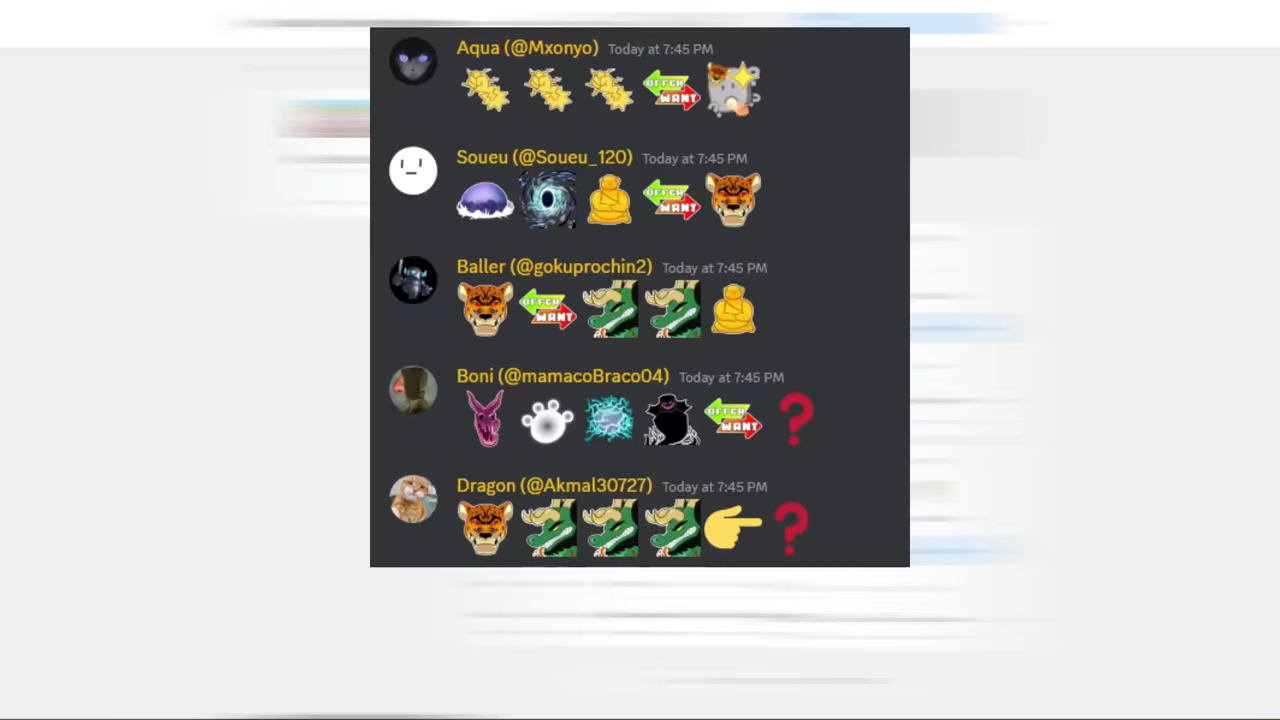 Aqua (@Mxonyo) Today at 7:45 PM
OFFER WANT
Soueu (@Soueu_120) Today at 7:45 PM
OFFER WANT
Baller (@gokuprochin2) Today at 7:45 PM
OFFER WANT
Boni (@mamacoBraco04) Today at 7:45 PM
OFFER WANT ?
Dragon (@Akmal30727) Today at 7:45 PM
?